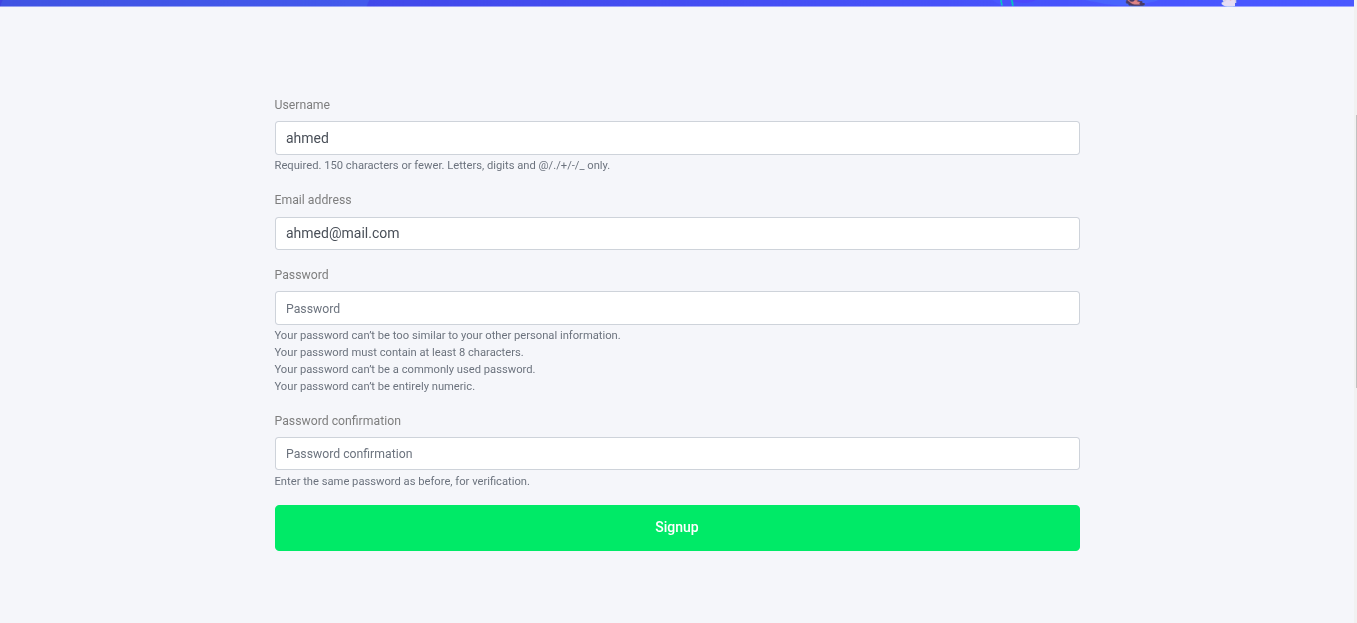 Username
ahmed
Required. 150 characters or fewer. Letters, digits and @/./+/-/_ only.
Email address
ahmed@mail.com
Password
Password
Your password can't be too similar to your other personal information.
Your password must contain at least 8 characters.
Your password can't be a commonly used password.
Your password can't be entirely numeric.
Password confirmation
Password confirmation
Enter the same password as before, for verification.
Signup